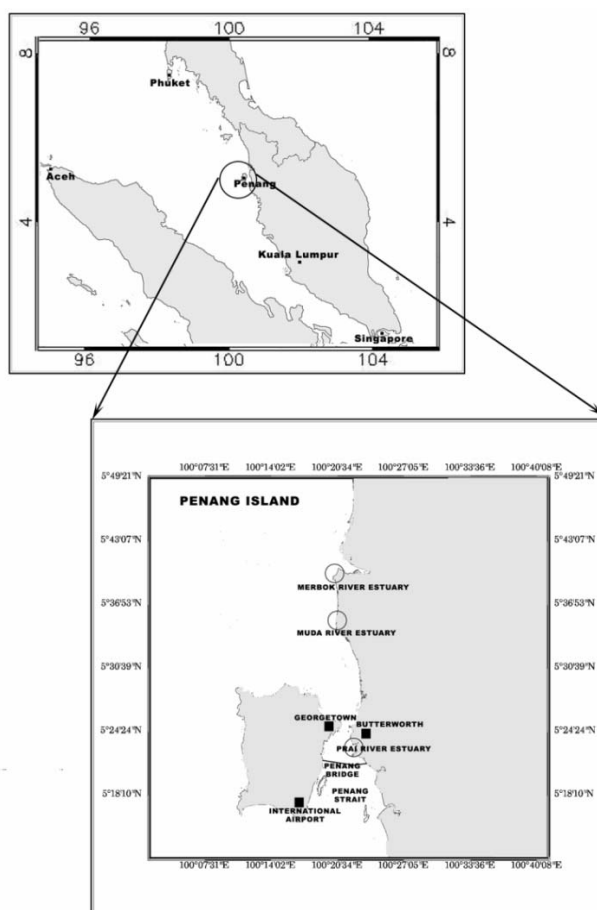 96 100 104
8 8
Phuket
Aceh
Penang
4 4
Kuala Lumpur
Singapore
96 100 104
100°07'31"E 100°14'02"E 100°20'34"E 100°27'05"E 100°33'36"E 100°40'08"E
5°49'21"N 5°49'21"N
PENANG ISLAND
5°43'07"N 5°43'07"N
MERBOK RIVER ESTUARY
5°36'53"N 5°36'53"N
MUDA RIVER ESTUARY
5°30'39"N 5°30'39"N
GEORGETOWN
BUTTERWORTH
5°24'24"N 5°24'24"N
PRAI RIVER ESTUARY
PENANG
BRIDGE
PENANG
STRAIT
5°18'10"N 5°18'10"N
INTERNATIONAL
AIRPORT
100°07'31"E 100°14'02"E 100°20'34"E 100°27'05"E 100°33'36"E 100°40'08"E